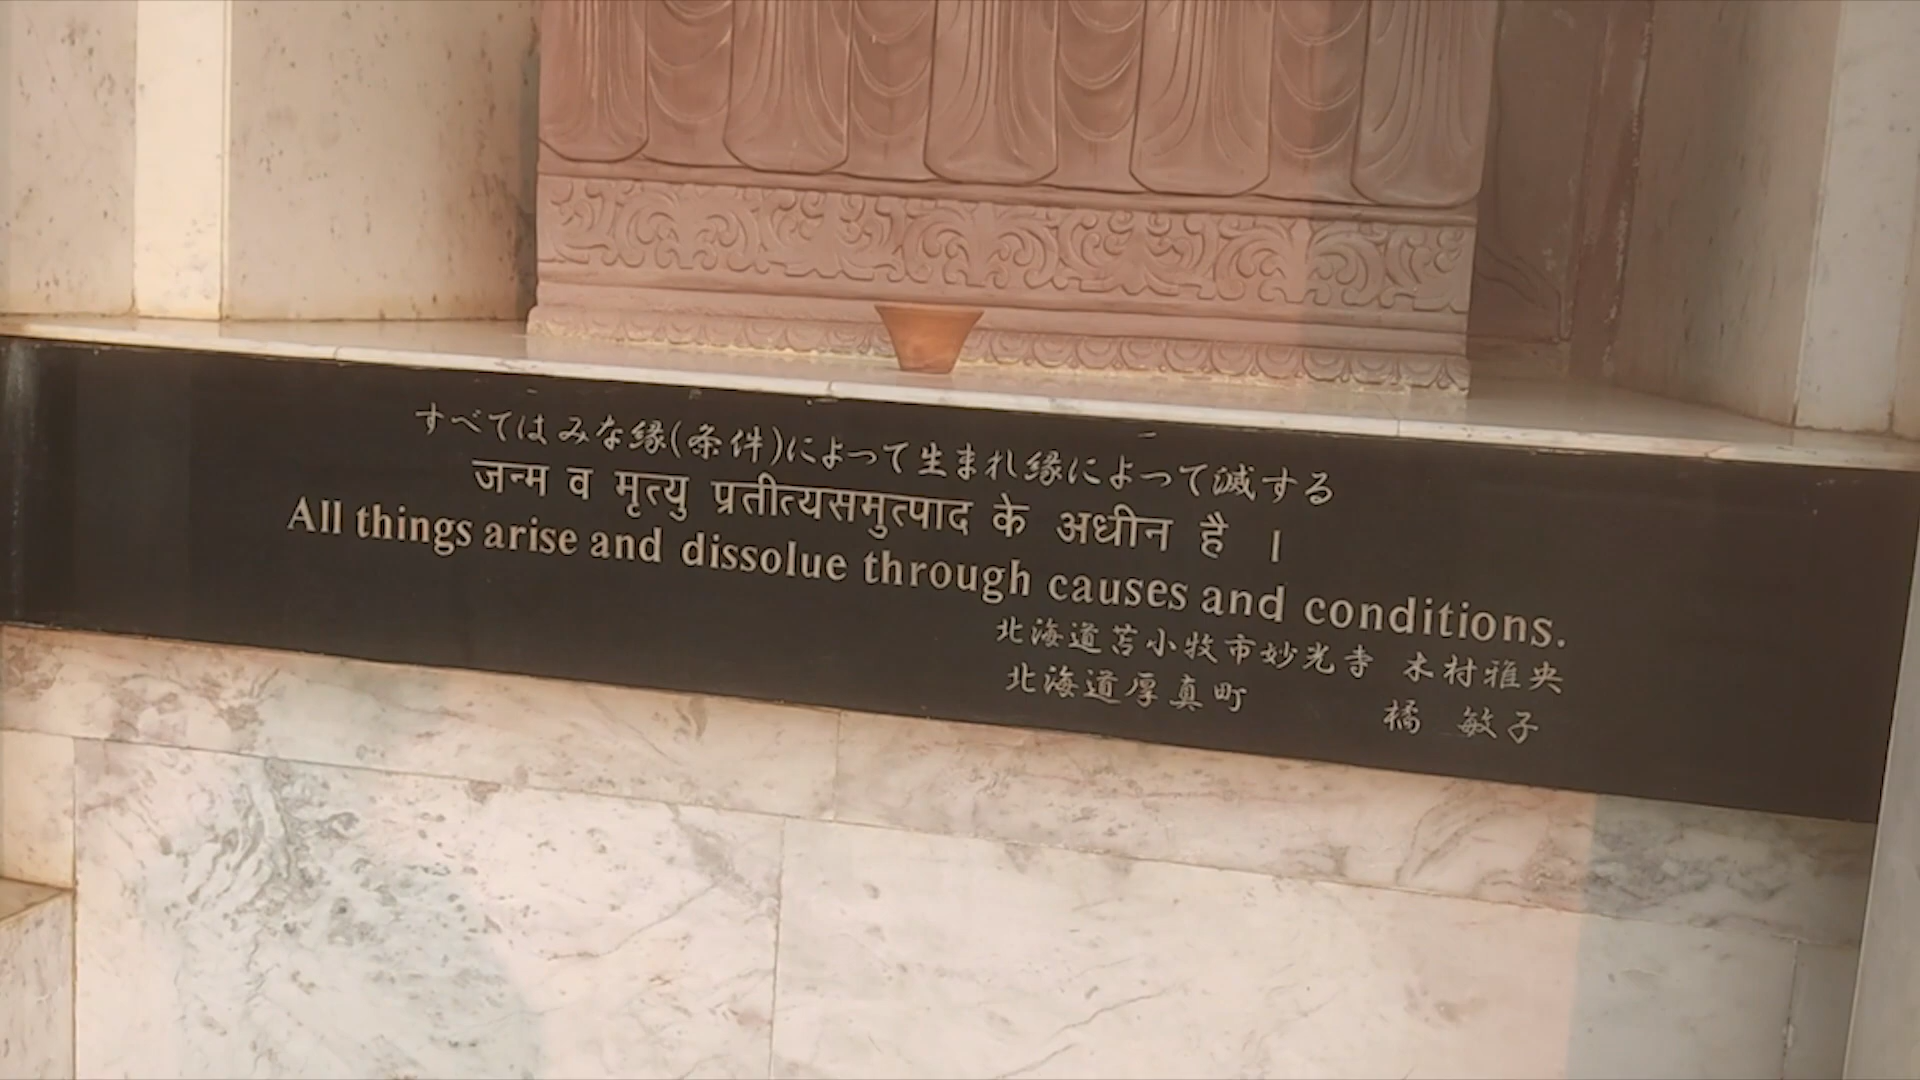 すべてはみな縁(条件)によって生まれ縁によって滅する
जन्म व मृत्यु प्रतीत्यसमुत्पाद के अधीन है ।
All things arise and dissolue through causes and conditions.
北海道苫小牧市妙光寺 木村雅央
北海道厚真町 橘 敏子